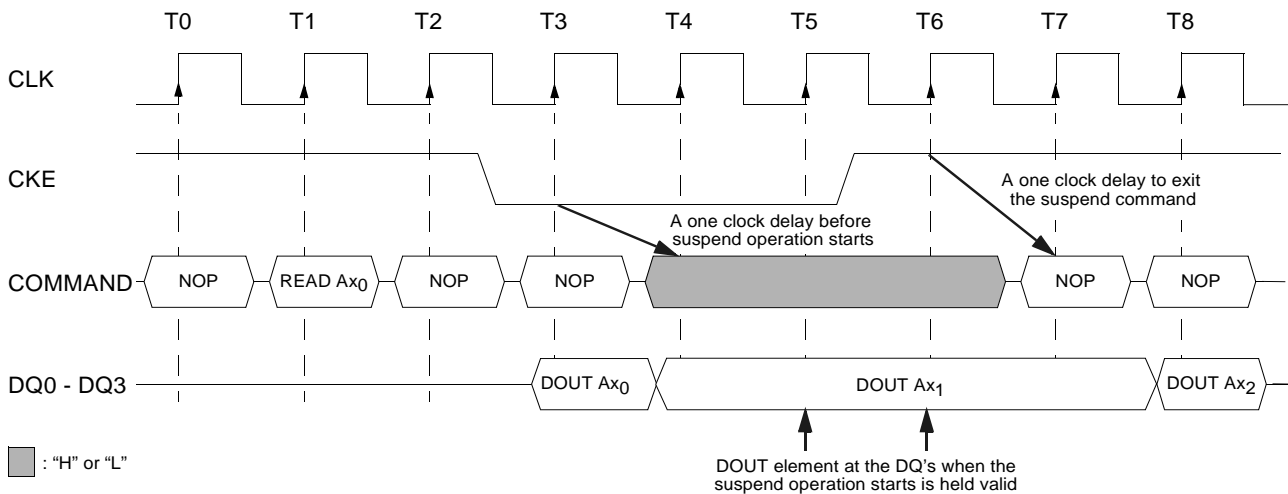 T0 T1 T2 T3 T4 T5 T6 T7 T8
CLK
CKE
A one clock delay to exit
the suspend command
A one clock delay before
suspend operation starts
COMMAND NOP READ Ax0 NOP NOP NOP NOP
DQ0 - DQ3 DOUT Ax0 DOUT Ax1 DOUT Ax2
: “H” or “L”
DOUT element at the DQ’s when the
suspend operation starts is held valid